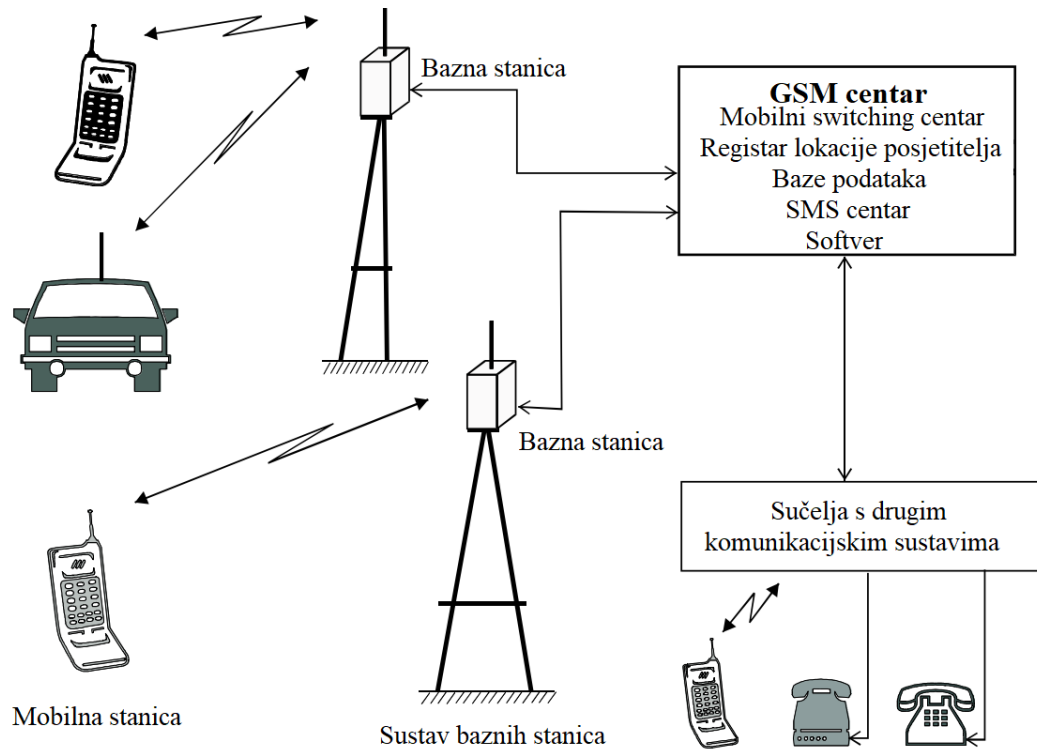 Bazna stanica
GSM centar
Mobilni switching centar
Registar lokacije posjetitelja
Baze podataka
SMS centar
Softver
Bazna stanica
Sučelja s drugim
komunikacijskim sustavima
Mobilna stanica
Sustav baznih stanica